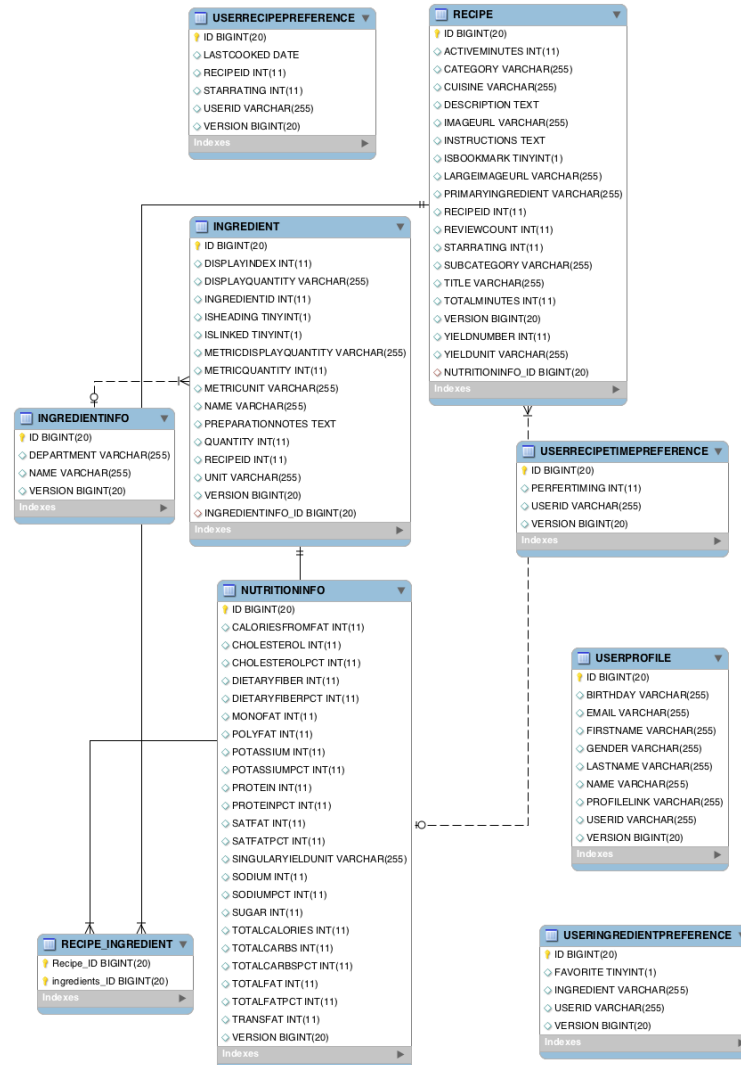 USERRECIPEPREFERENCE
ID BIGINT(20)
LASTCOOKED DATE
RECIPEID INT(11)
STARRATING INT(11)
USERID VARCHAR(255)
VERSION BIGINT(20)
Indexes
RECIPE
ID BIGINT(20)
ACTIVEMINUTES INT(11)
CATEGORY VARCHAR(255)
CUISINE VARCHAR(255)
DESCRIPTION TEXT
IMAGEURL VARCHAR(255)
INSTRUCTIONS TEXT
ISBOOKMARK TINYINT(1)
LARGEIMAGEURL VARCHAR(255)
PRIMARYINGREDIENT VARCHAR(255)
RECIPEID INT(11)
REVIEWCOUNT INT(11)
STARRATING INT(11)
SUBCATEGORY VARCHAR(255)
TITLE VARCHAR(255)
TOTALMINUTES INT(11)
VERSION BIGINT(20)
YIELDNUMBER INT(11)
YIELDUNIT VARCHAR(255)
NUTRITIONINFO_ID BIGINT(20)
Indexes
INGREDIENT
ID BIGINT(20)
DISPLAYINDEX INT(11)
DISPLAYQUANTITY VARCHAR(255)
INGREDIENTID INT(11)
ISHEADING TINYINT(1)
ISLINKED TINYINT(1)
METRICDISPLAYQUANTITY VARCHAR(255)
METRICQUANTITY INT(11)
METRICUNIT VARCHAR(255)
NAME VARCHAR(255)
PREPARATIONNOTES TEXT
QUANTITY INT(11)
RECIPEID INT(11)
UNIT VARCHAR(255)
VERSION BIGINT(20)
INGREDIENTINFO_ID BIGINT(20)
Indexes
INGREDIENTINFO
ID BIGINT(20)
DEPARTMENT VARCHAR(255)
NAME VARCHAR(255)
VERSION BIGINT(20)
Indexes
USERRECIPETIMEPREFERENCE
ID BIGINT(20)
PERFERTIMING INT(11)
USERID VARCHAR(255)
VERSION BIGINT(20)
Indexes
NUTRITIONINFO
ID BIGINT(20)
CALORIESFROMFAT INT(11)
CHOLESTEROL INT(11)
CHOLESTEROLPCT INT(11)
DIETARYFIBER INT(11)
DIETARYFIBERPCT INT(11)
MONOFAT INT(11)
POLYFAT INT(11)
POTASSIUM INT(11)
POTASSIUMPCT INT(11)
PROTEIN INT(11)
PROTEINPCT INT(11)
SATFAT INT(11)
SATFATPCT INT(11)
SINGULARYIELDUNIT VARCHAR(255)
SODIUM INT(11)
SODIUMPCT INT(11)
SUGAR INT(11)
TOTALCALORIES INT(11)
TOTALCARBS INT(11)
TOTALCARBSPCT INT(11)
TOTALFAT INT(11)
TOTALFATPCT INT(11)
TRANSFAT INT(11)
VERSION BIGINT(20)
Indexes
USERPROFILE
ID BIGINT(20)
BIRTHDAY VARCHAR(255)
EMAIL VARCHAR(255)
FIRSTNAME VARCHAR(255)
GENDER VARCHAR(255)
LASTNAME VARCHAR(255)
NAME VARCHAR(255)
PROFILELINK VARCHAR(255)
USERID VARCHAR(255)
VERSION BIGINT(20)
Indexes
RECIPE_INGREDIENT
Recipe_ID BIGINT(20)
ingredients_ID BIGINT(20)
Indexes
USERINGREDIENTPREFERENCE
ID BIGINT(20)
FAVORITE TINYINT(1)
INGREDIENT VARCHAR(255)
USERID VARCHAR(255)
VERSION BIGINT(20)
Indexes